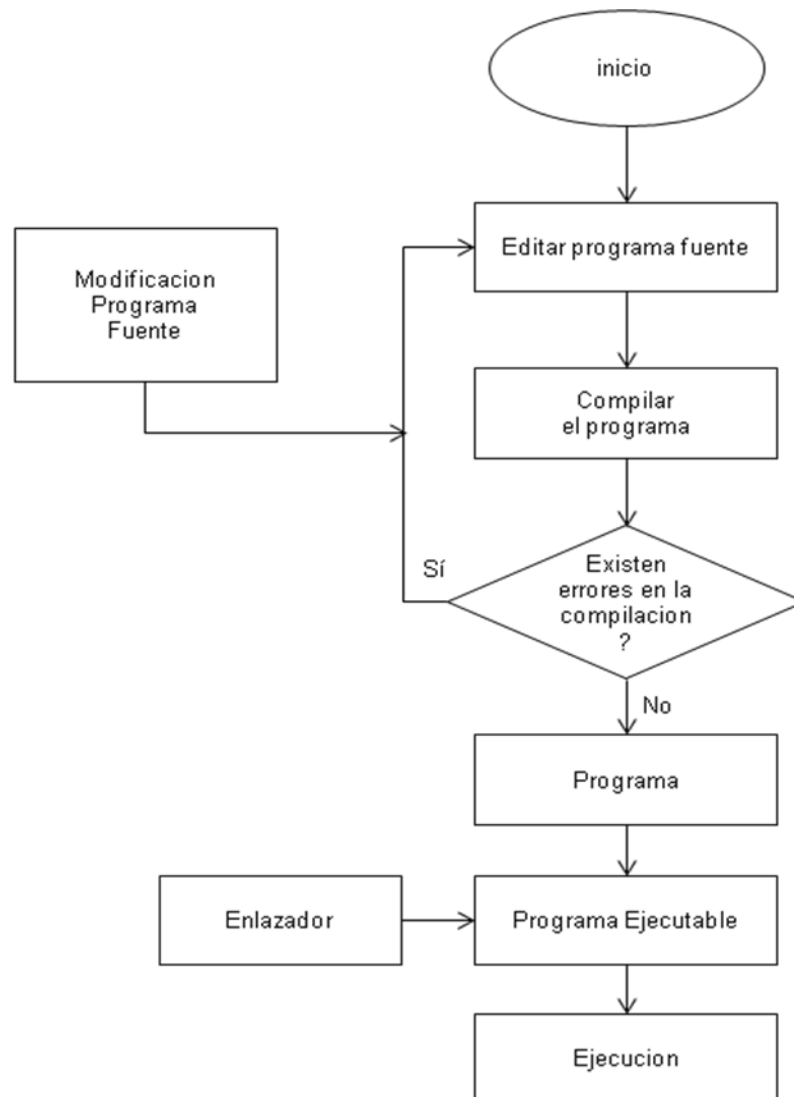 inicio
Editar programa fuente
Modificacion
Programa
Fuente
Compilar
el programa
Sí
Existen
errores en la
compilacion
?
No
Programa
Enlazador
Programa Ejecutable
Ejecucion